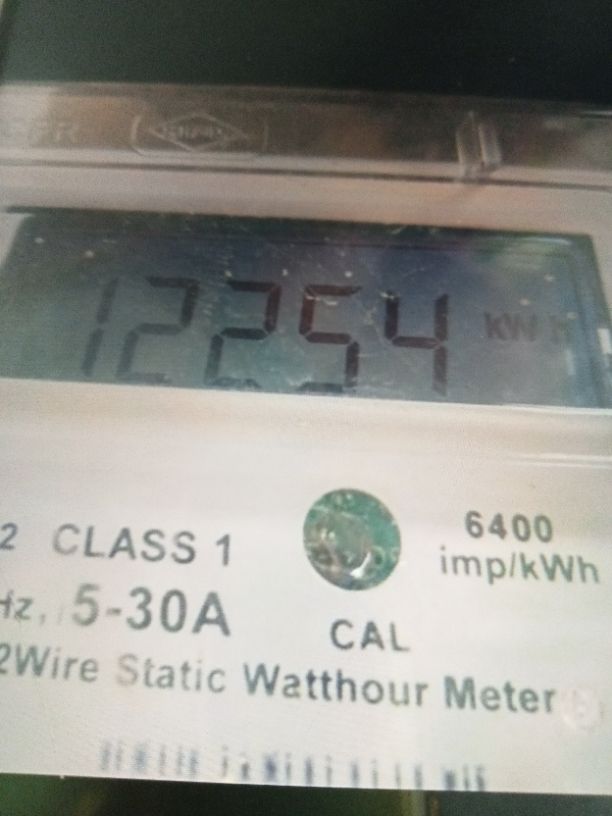 12254 kWh
2 CLASS 1
6400
imp/kWh
Hz, 5-30A
CAL
2Wire Static Watthour Meter